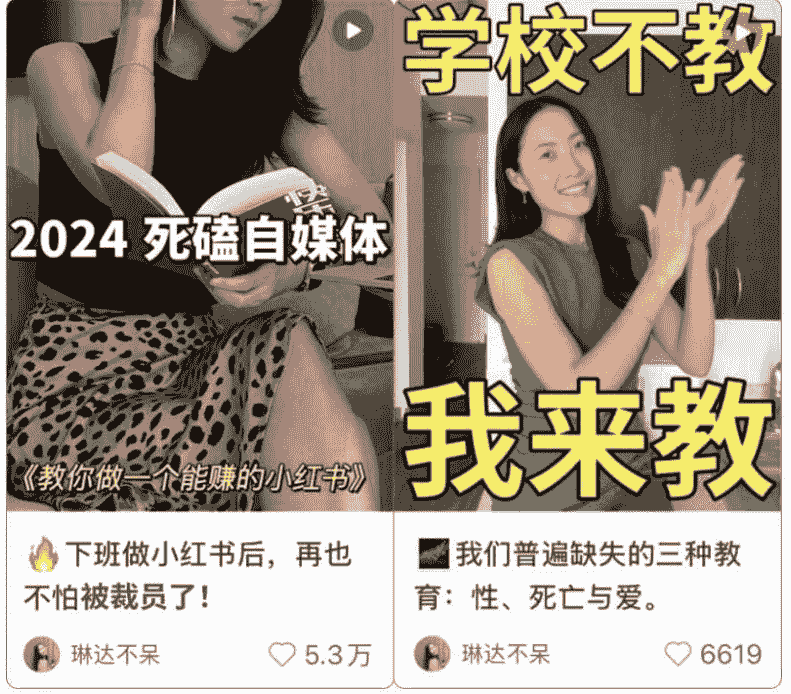 2024 死磕自媒体
《教你做一个能赚的小红书》
🔥下班做小红书后，再也
不怕被裁员了！
琳达不呆
5.3万
学校不教
我来教
我们普遍缺失的三种教
育：性、死亡与爱。
琳达不呆
6619